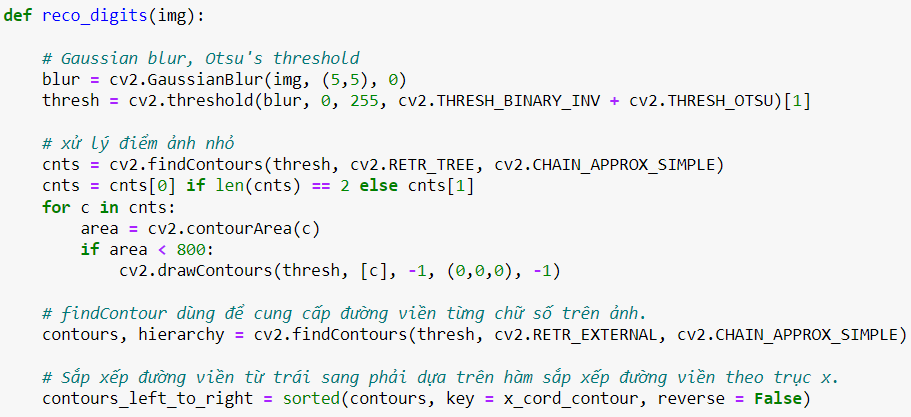 def reco_digits(img):
# Gaussian blur, Otsu's threshold
blur = cv2.GaussianBlur(img, (5,5), 0)
thresh = cv2.threshold(blur, 0, 255, cv2.THRESH_BINARY_INV + cv2.THRESH_OTSU)[1]
# xử lý điểm ảnh nhỏ
cnts = cv2.findContours(thresh, cv2.RETR_TREE, cv2.CHAIN_APPROX_SIMPLE)
cnts = cnts[0] if len(cnts) == 2 else cnts[1]
for c in cnts:
area = cv2.contourArea(c)
if area < 800:
cv2.drawContours(thresh, [c], -1, (0,0,0), -1)
# findContour dùng để cung cấp đường viền từng chữ số trên ảnh.
contours, hierarchy = cv2.findContours(thresh, cv2.RETR_EXTERNAL, cv2.CHAIN_APPROX_SIMPLE)
# Sắp xếp đường viền từ trái sang phải dựa trên hàm sắp xếp đường viền theo trục x.
contours_left_to_right = sorted(contours, key = x_cord_contour, reverse = False)